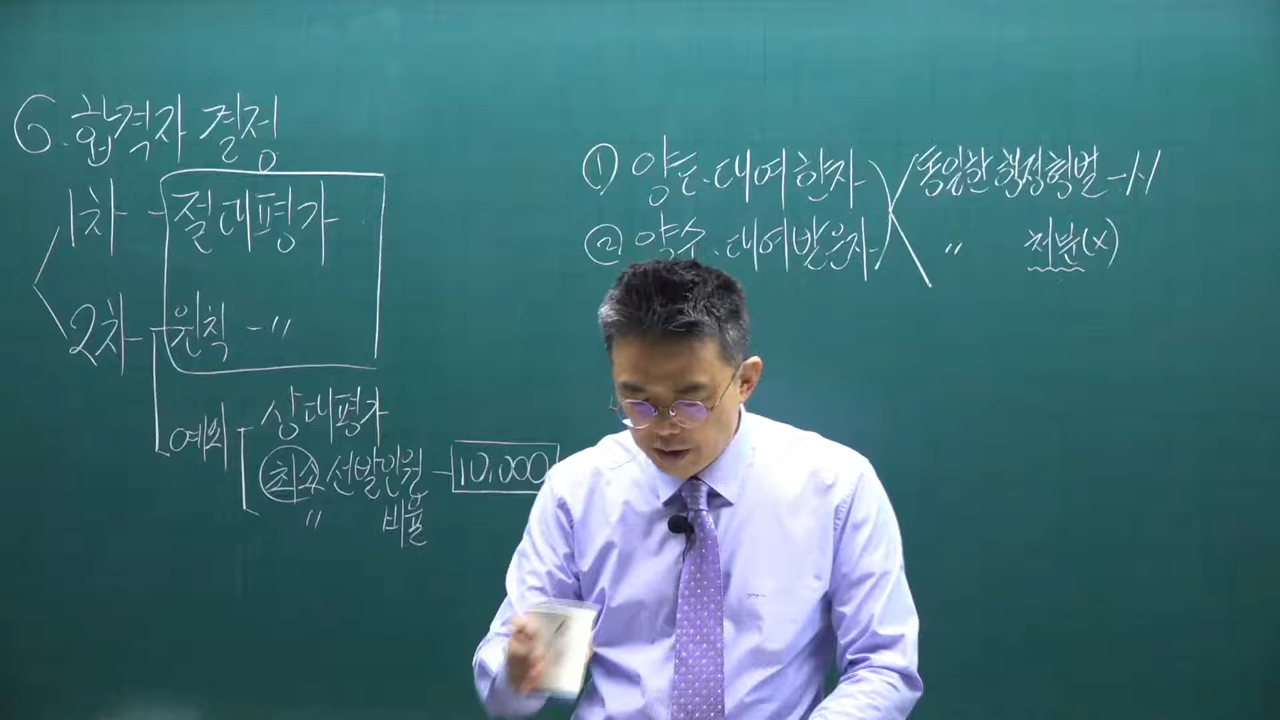 6. 합격자 결정
1차 - 절대평가
2차 - 원칙 - 〃
예외 - 상대평가
최소선발인원 - 10,000
〃 비율
① 양도·대여한자
② 양수·대여받은자
동일한 행정형벌 - 1/1
〃 처분(x)